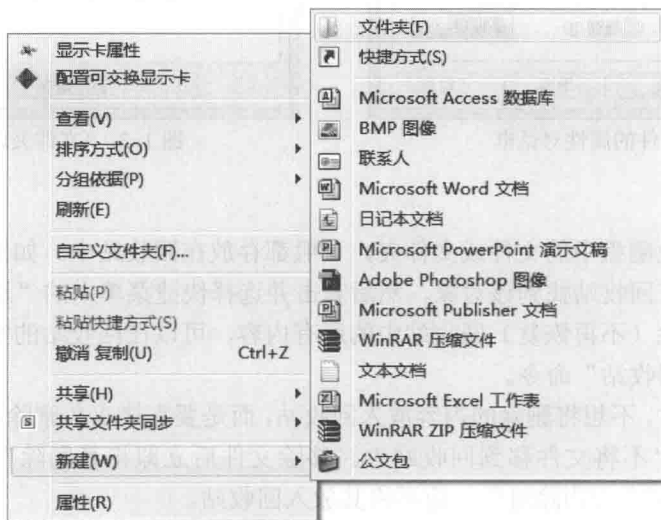 显示卡属性
配置可交换显示卡
查看(V)
排序方式(O)
分组依据(P)
刷新(E)
自定义文件夹(F)...
粘贴(P)
粘贴快捷方式(S)
撤消 复制(U) Ctrl+Z
共享(H)
共享文件夹同步
新建(W)
属性(R)
文件夹(F)
快捷方式(S)
Microsoft Access 数据库
BMP 图像
联系人
Microsoft Word 文档
日记本文档
Microsoft PowerPoint 演示文稿
Adobe Photoshop 图像
Microsoft Publisher 文档
WinRAR 压缩文件
文本文档
Microsoft Excel 工作表
WinRAR ZIP 压缩文件
公文包